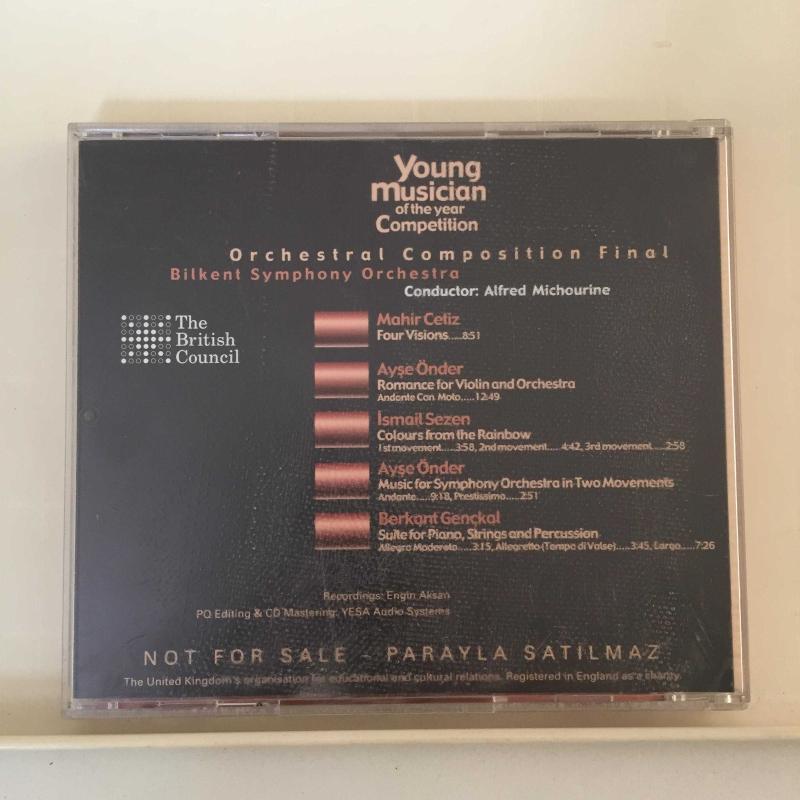 Young
musician
of the year
Competition
Orchestral Composition Final
Bilkent Symphony Orchestra
Conductor: Alfred Michourine
The
British
Council
Mahir Cetiz
Four Visions.....8:51
Ayşe Önder
Romance for Violin and Orchestra
Andante Con Moto.....12:49
İsmail Sezen
Colours from the Rainbow
1st movement.....3:58, 2nd movement.....4:42, 3rd movement.....2:58
Ayşe Önder
Music for Symphony Orchestra in Two Movements
Andante.....9:18, Prestissimo.....2:51
Berkant Gençkal
Suite for Piano, Strings and Percussion
Allegro Moderato.....3:15, Allegretto (Tempo di Valse).....3:45, Largo.....7:26
Recordings: Engin Aksan
PQ Editing & CD Mastering: YESA Audio Systems
NOT FOR SALE - PARAYLA SATILMAZ
The United Kingdom's organisation for educational and cultural relations. Registered in England as a charity.